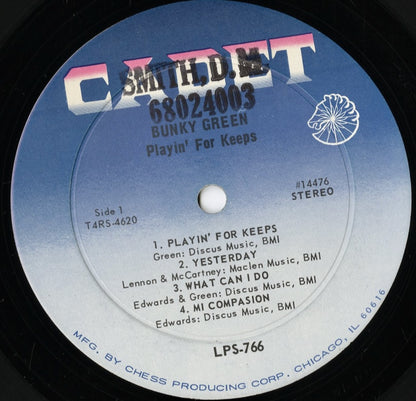 CADET
SMITH, D. M.
68024003
BUNKY GREEN
Playin' For Keeps
Side 1
T4RS-4620
#14476
STEREO
1. PLAYIN' FOR KEEPS
Green: Discus Music, BMI
2. YESTERDAY
Lennon & McCartney: Maclen Music, BMI
3. WHAT CAN I DO
Edwards & Green: Discus Music, BMI
4. MI COMPASION
Edwards: Discus Music, BMI
LPS-766
MFG. BY CHESS PRODUCING CORP. CHICAGO, IL 60616